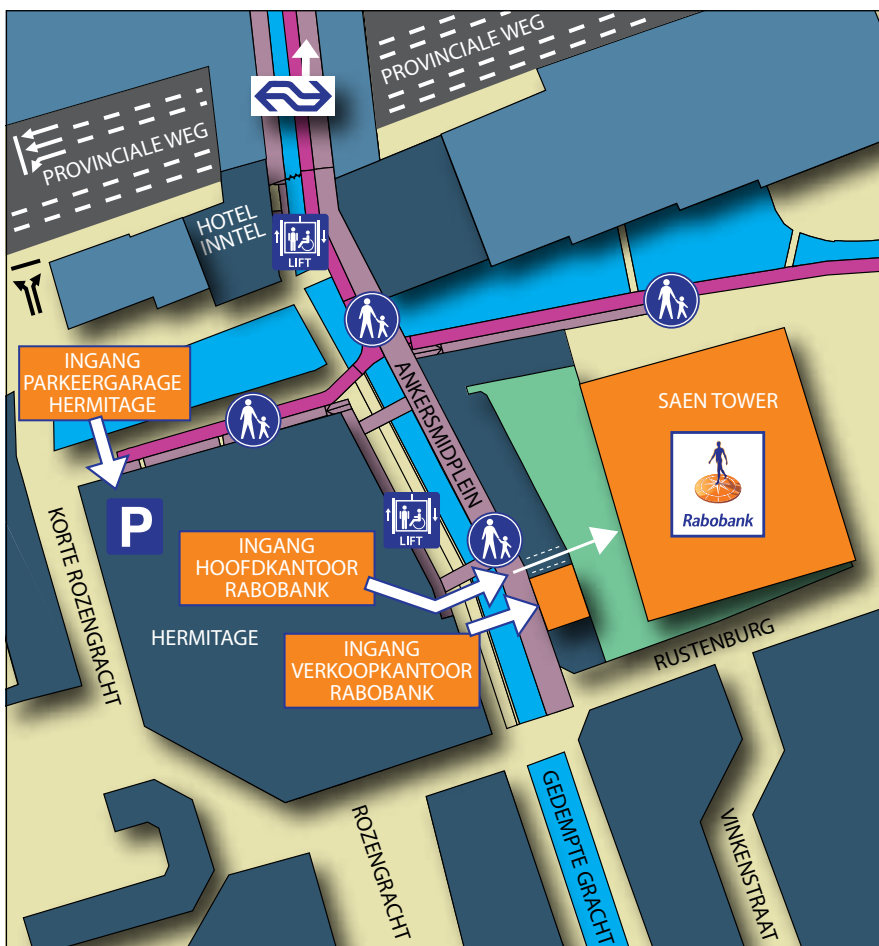 PROVINCIALE WEG
PROVINCIALE WEG
HOTEL
INNTEL
LIFT
INGANG
PARKEERGARAGE
HERMITAGE
ANKERSMIDPLEIN
SAEN TOWER
Rabobank
P
KORTE ROZENGRACHT
LIFT
INGANG
HOOFDKANTOOR
RABOBANK
HERMITAGE
INGANG
VERKOOPKANTOOR
RABOBANK
RUSTENBURG
ROZENGRACHT
GEDEMPTE GRACHT
VINKENSTRAAT